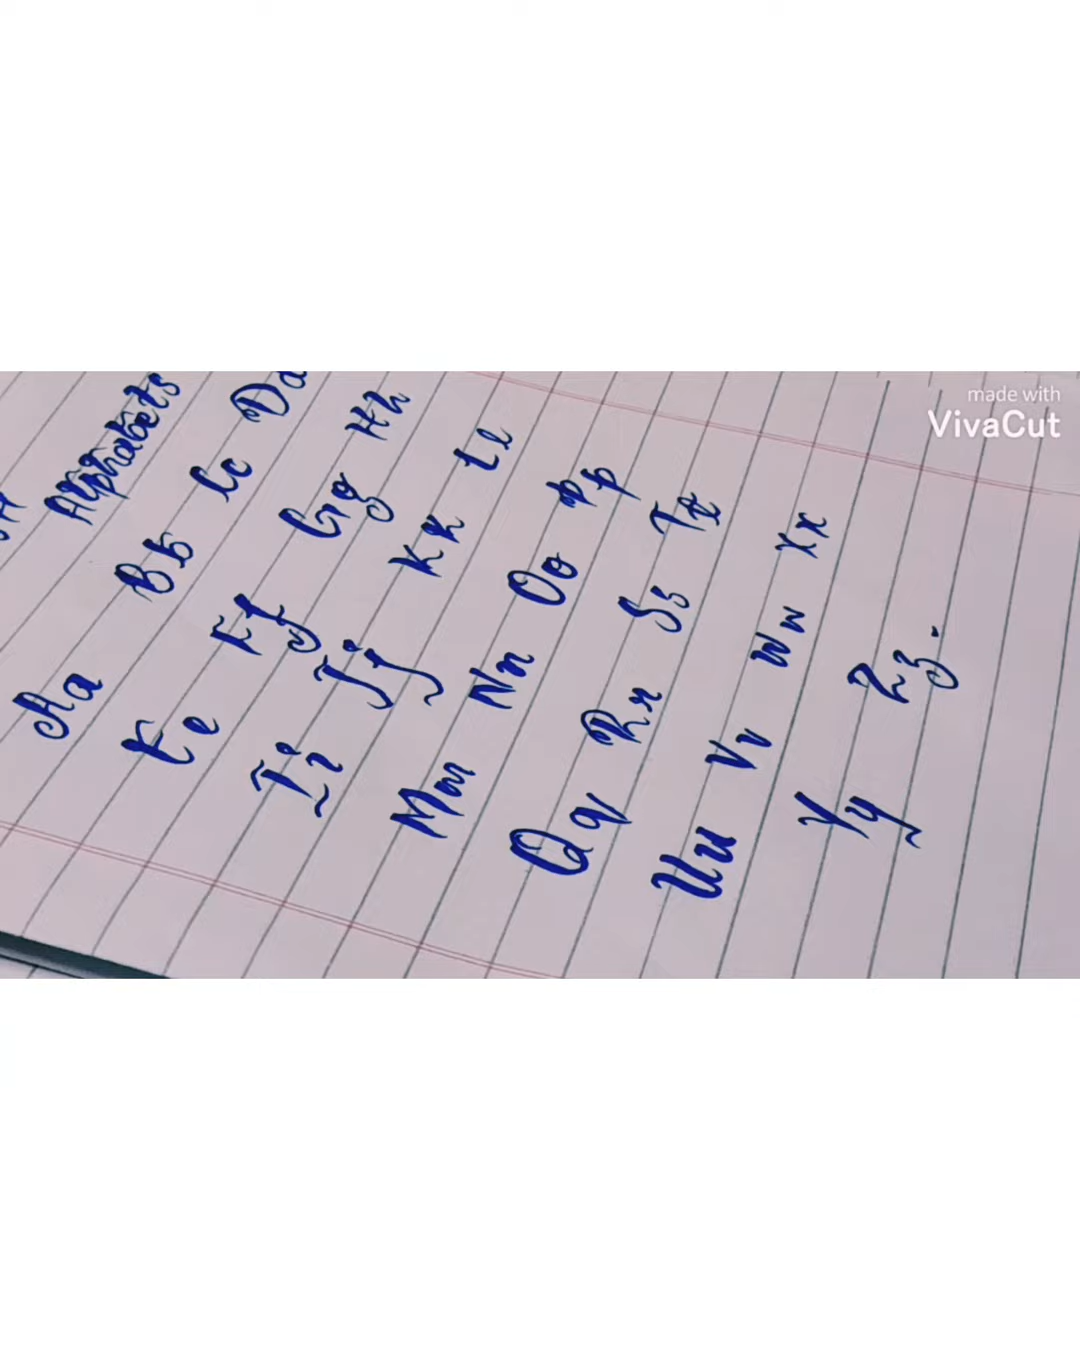 Alphabets
Aa Bb Cc Dd
Ee Ff Gg Hh
Ii Jj Kk Ll
Mm Nn Oo Pp
Qq Rr Ss Tt
Uu Vv Ww Xx
Yy Zz.
made with
VivaCut